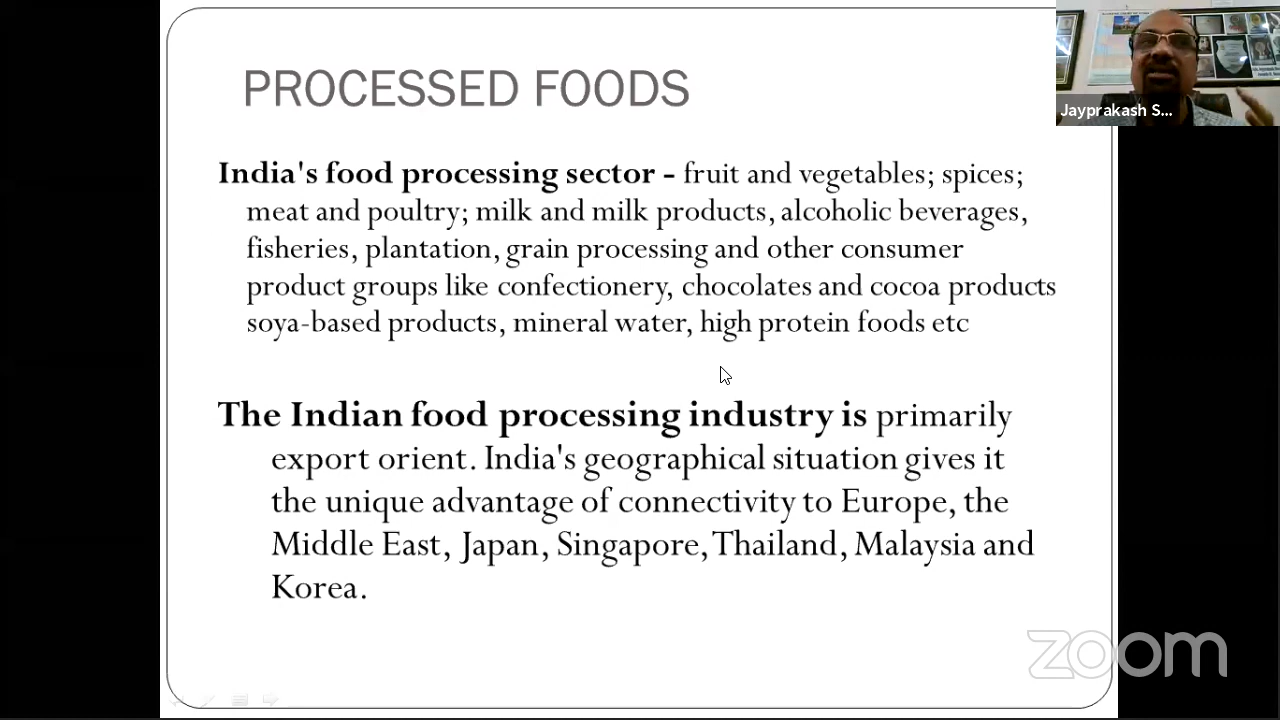 PROCESSED FOODS
India's food processing sector - fruit and vegetables; spices;
meat and poultry; milk and milk products, alcoholic beverages,
fisheries, plantation, grain processing and other consumer
product groups like confectionery, chocolates and cocoa products
soya-based products, mineral water, high protein foods etc
The Indian food processing industry is primarily
export orient. India's geographical situation gives it
the unique advantage of connectivity to Europe, the
Middle East, Japan, Singapore, Thailand, Malaysia and
Korea.
Jayprakash S...
zoom